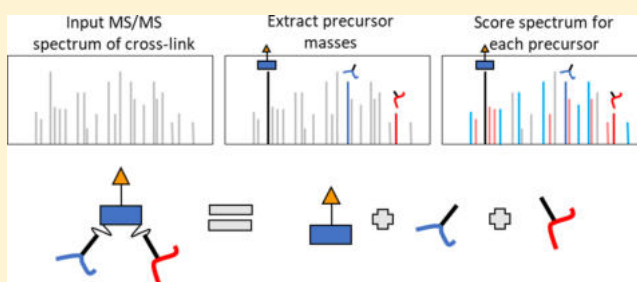 Input MS/MS
spectrum of cross-link
Extract precursor
masses
Score spectrum for
each precursor